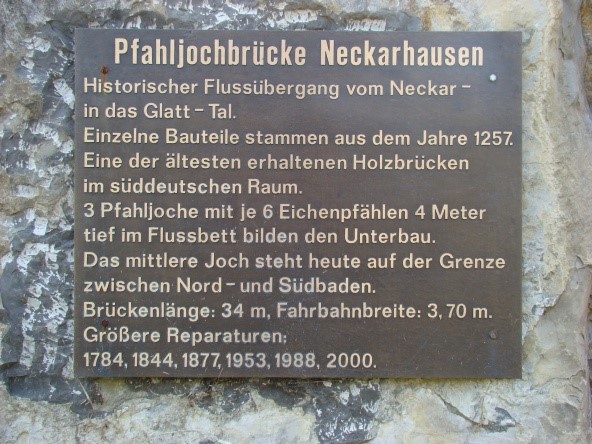 Pfahljochbrücke Neckarhausen
Historischer Flussübergang vom Neckar –
in das Glatt – Tal.
Einzelne Bauteile stammen aus dem Jahre 1257.
Eine der ältesten erhaltenen Holzbrücken
im süddeutschen Raum.
3 Pfahljoche mit je 6 Eichenpfählen 4 Meter
tief im Flussbett bilden den Unterbau.
Das mittlere Joch steht heute auf der Grenze
zwischen Nord – und Südbaden.
Brückenlänge: 34 m, Fahrbahnbreite: 3,70 m.
Größere Reparaturen:
1784, 1844, 1877, 1953, 1988, 2000.